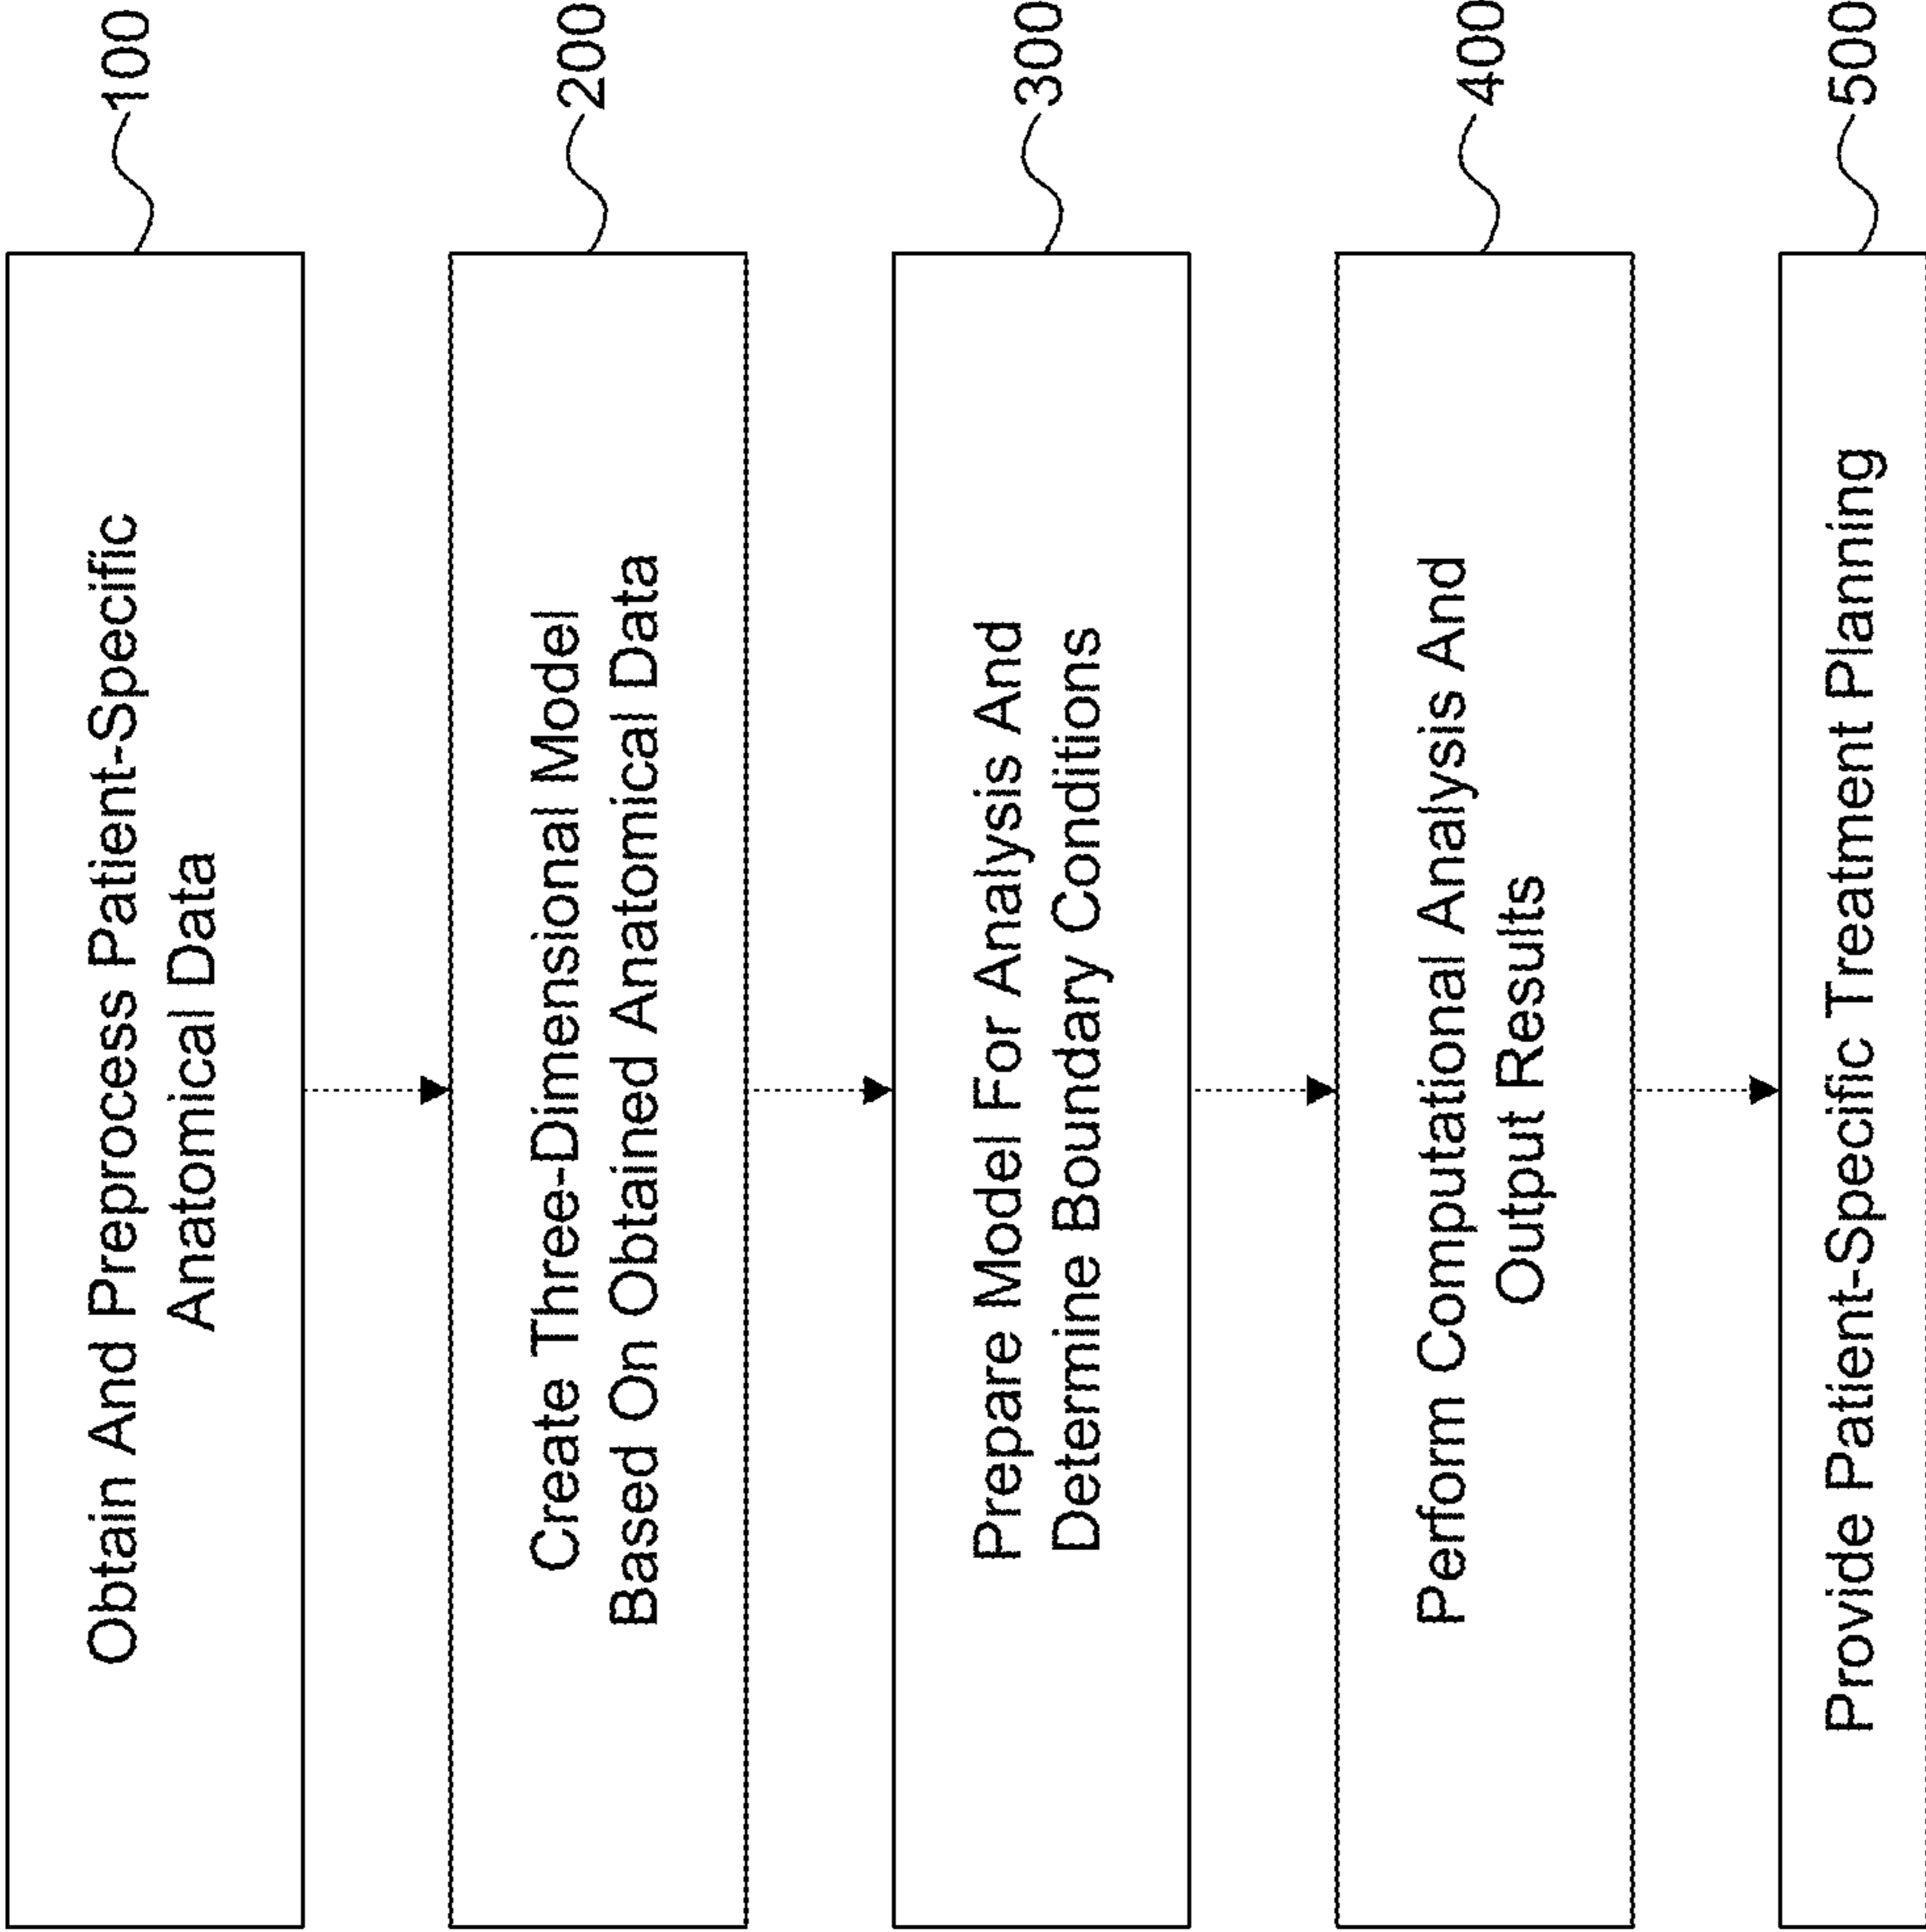 Obtain And Preprocess Patient-Specific
Anatomical Data
100
Create Three-Dimensional Model
Based On Obtained Anatomical Data
200
Prepare Model For Analysis And
Determine Boundary Conditions
300
Perform Computational Analysis And
Output Results
400
Provide Patient-Specific Treatment Planning
500